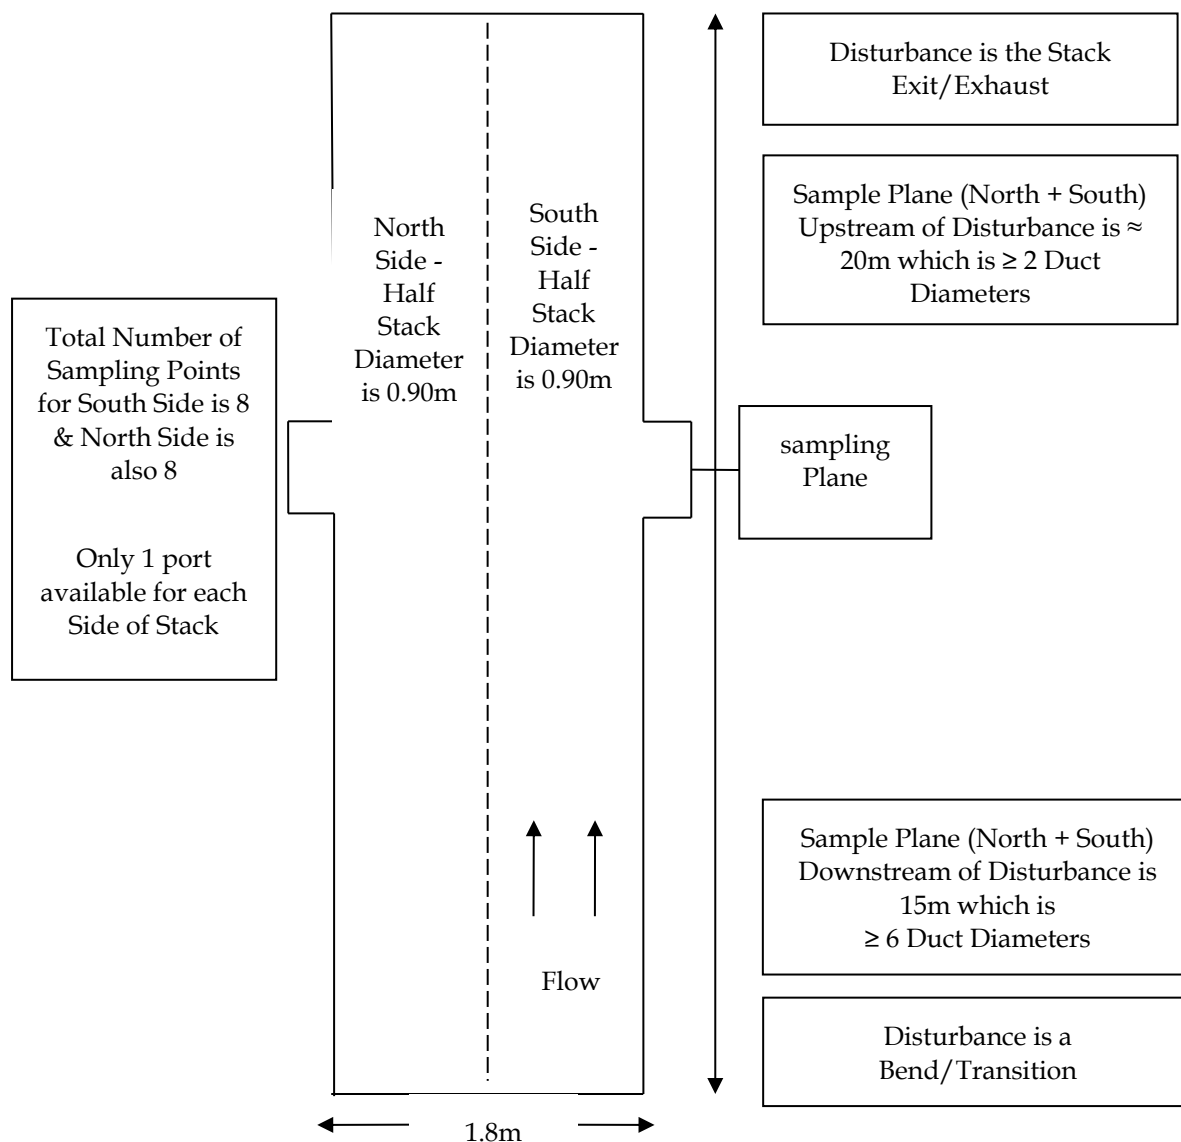 Disturbance is the Stack
Exit/Exhaust
Sample Plane (North + South)
Upstream of Disturbance is ≈
20m which is ≥ 2 Duct
Diameters
North
Side -
Half
Stack
Diameter
is 0.90m
South
Side -
Half
Stack
Diameter
is 0.90m
Total Number of
Sampling Points
for South Side is 8
& North Side is
also 8
Only 1 port
available for each
Side of Stack
sampling
Plane
Sample Plane (North + South)
Downstream of Disturbance is
15m which is
≥ 6 Duct Diameters
Flow
Disturbance is a
Bend/Transition
1.8m